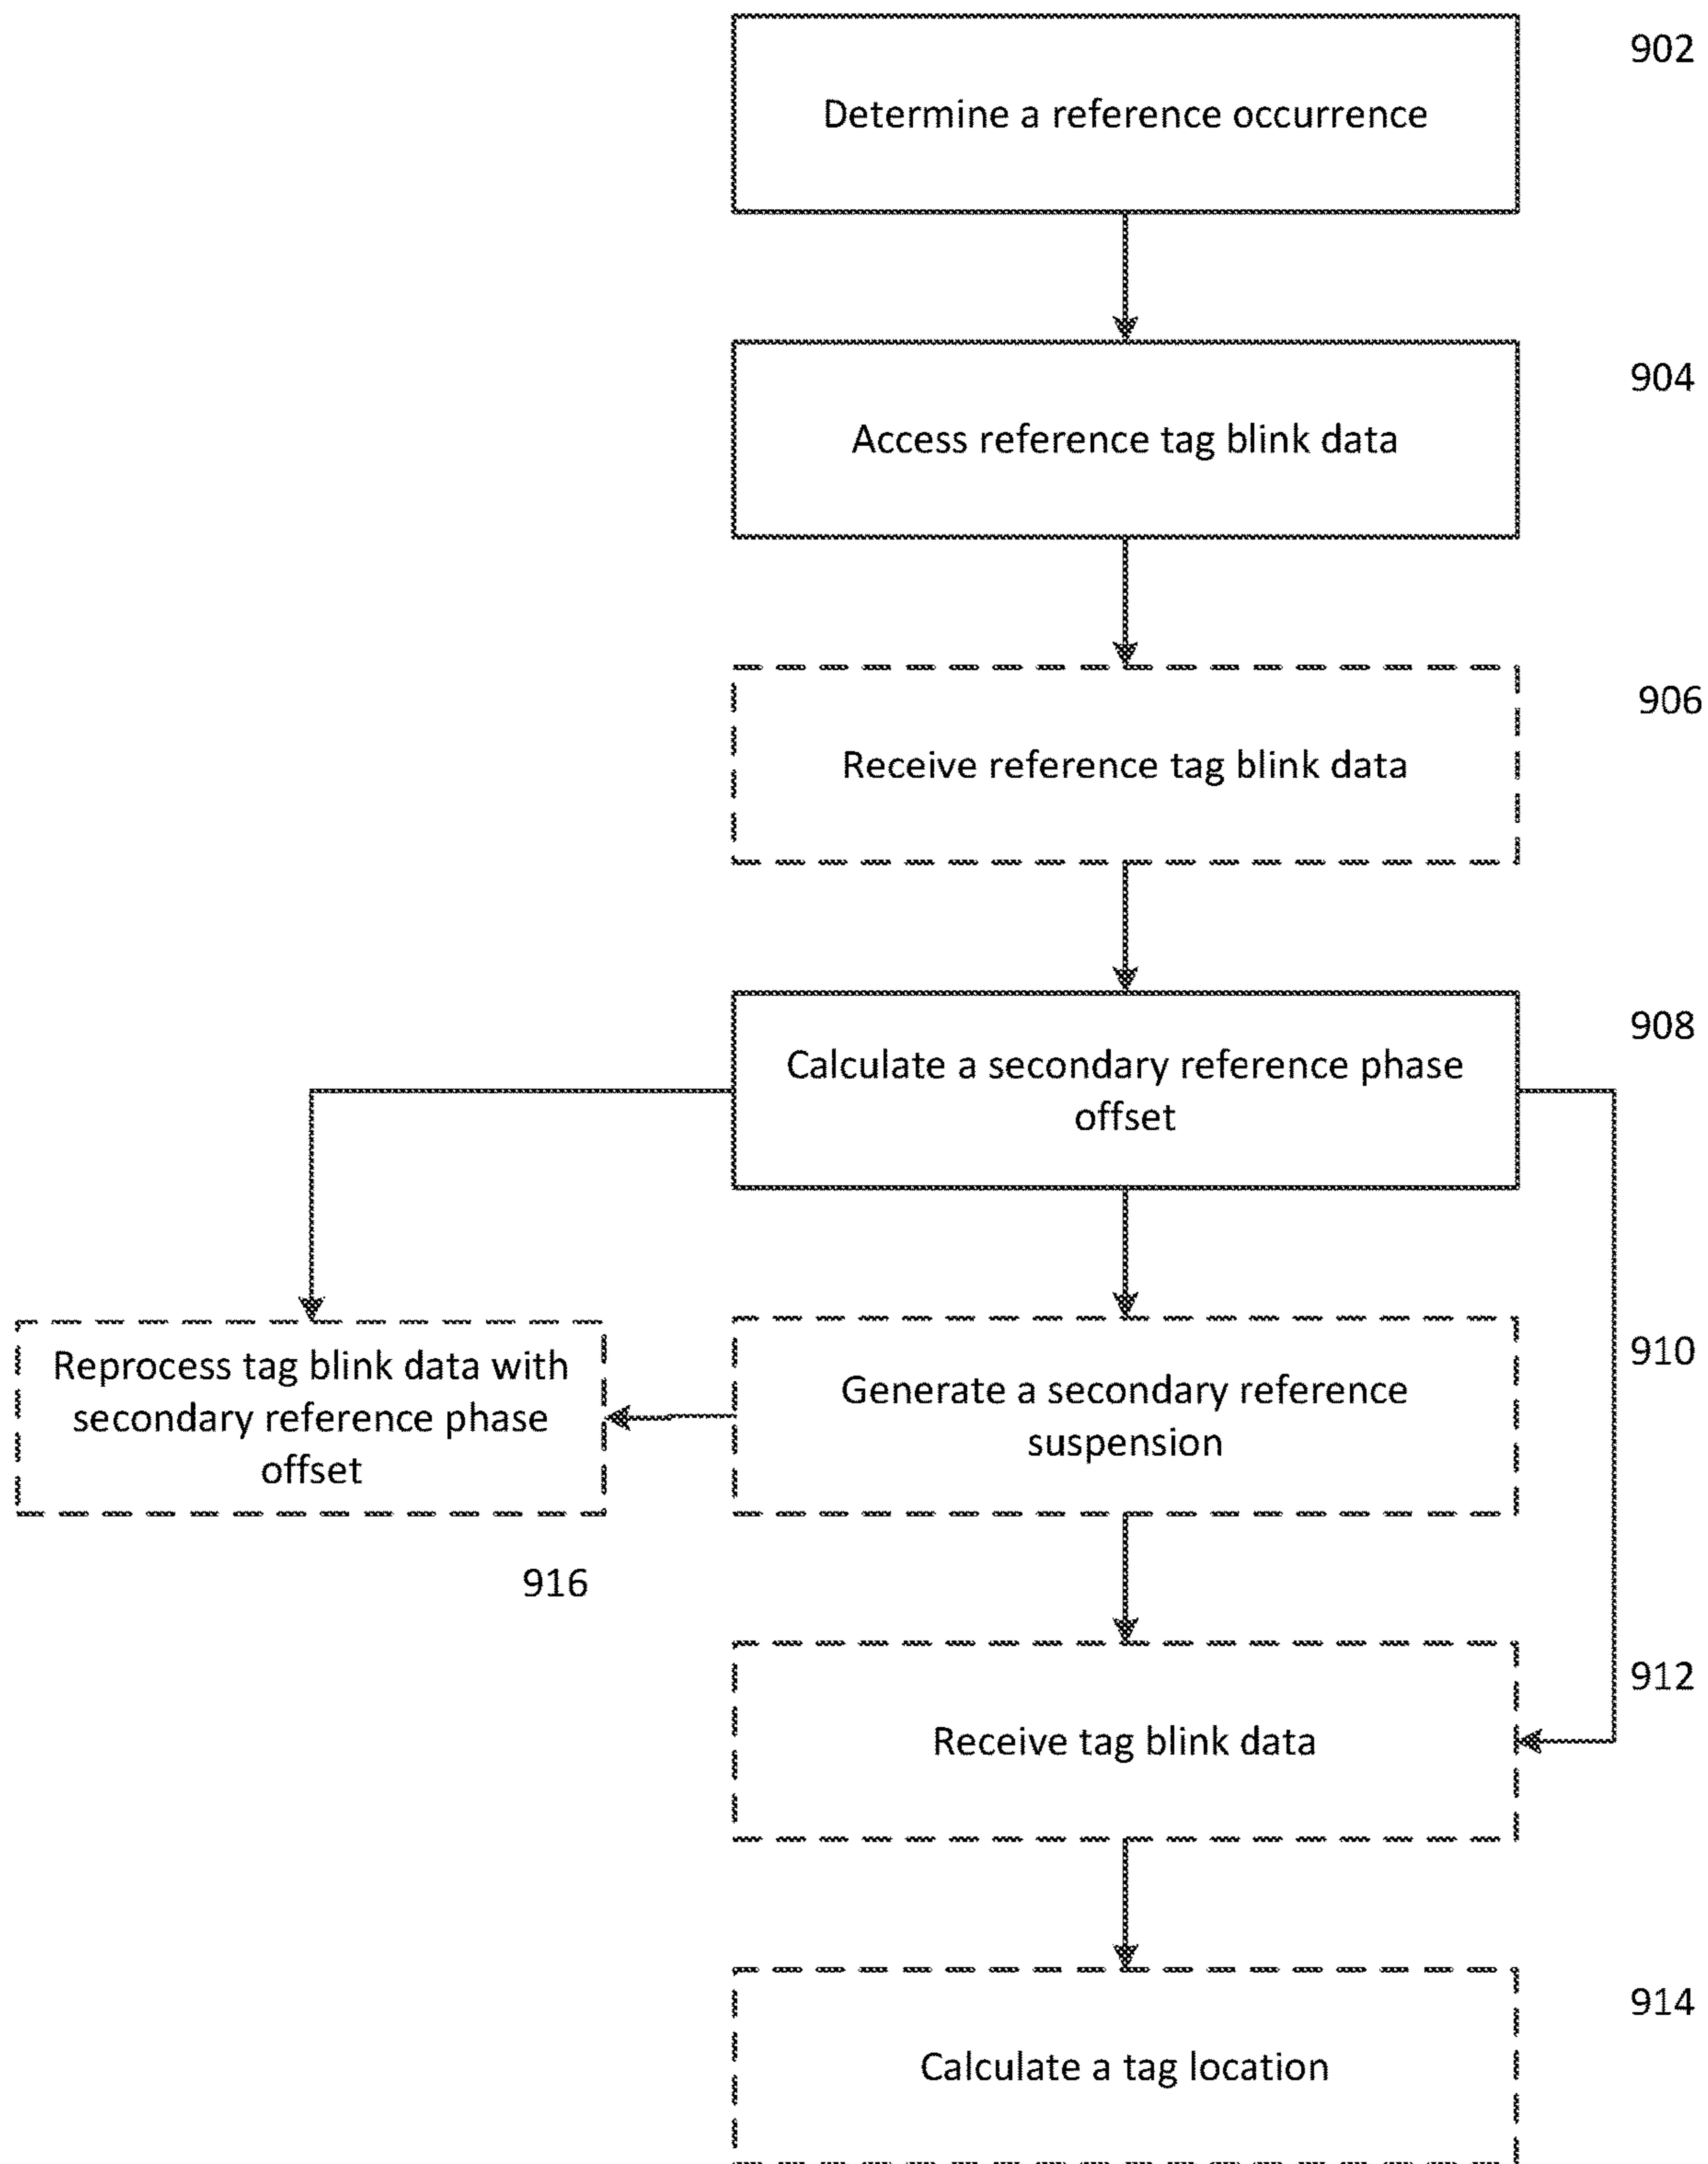 902
Determine a reference occurrence
904
Access reference tag blink data
906
Receive reference tag blink data
908
Calculate a secondary reference phase
offset
910
Reprocess tag blink data with
secondary reference phase
offset
Generate a secondary reference
suspension
916
912
Receive tag blink data
914
Calculate a tag location